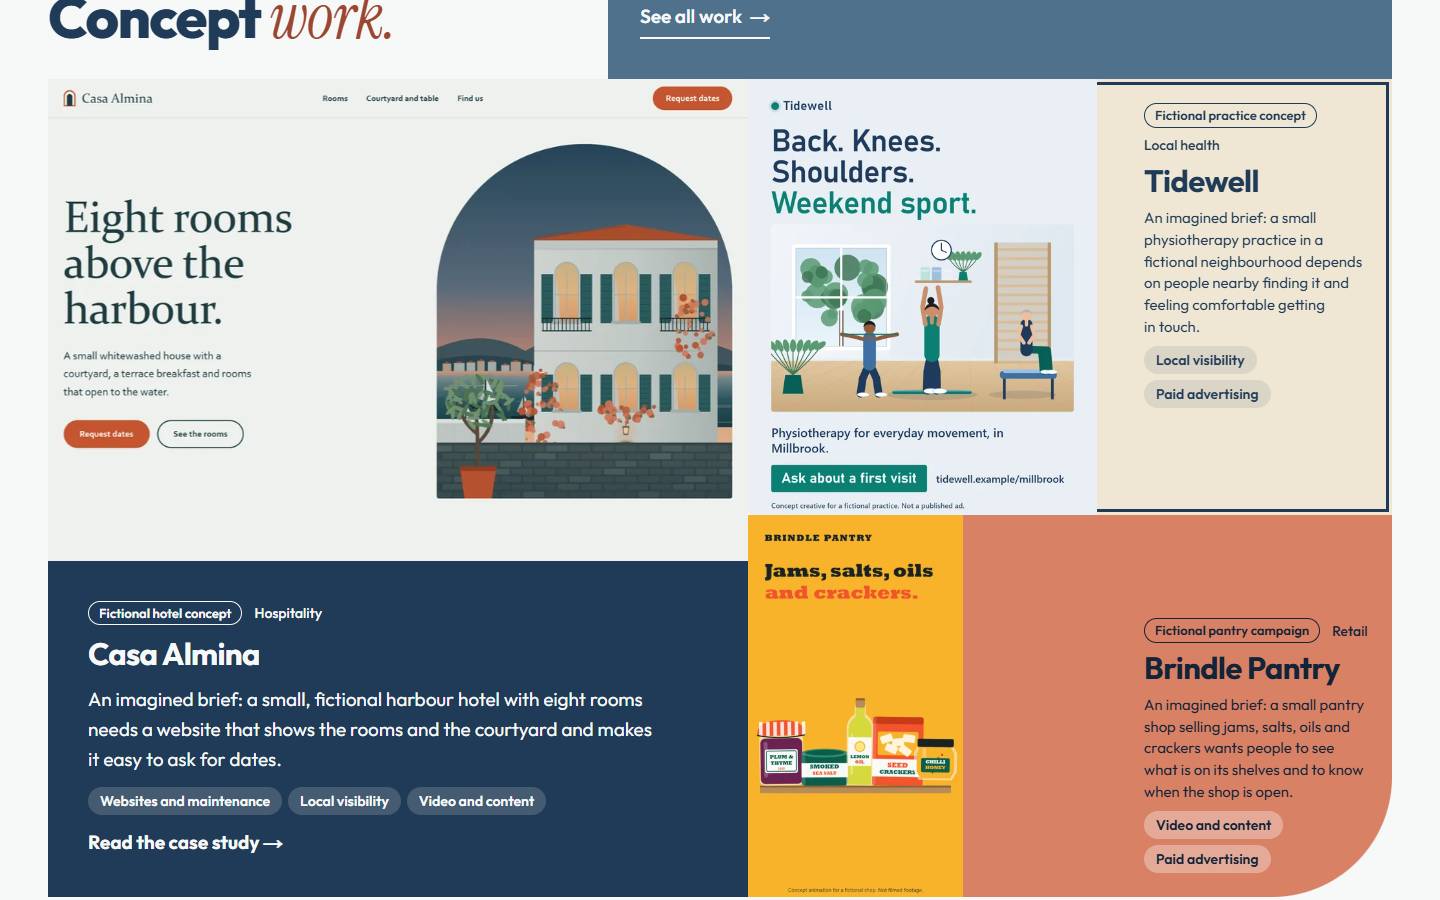 Concept work.
See all work →
Casa Almina
Rooms
Courtyard and table
Find us
Request dates
Eight rooms
above the
harbour.
A small whitewashed house with a
courtyard, a terrace breakfast and rooms
that open to the water.
Request dates
See the rooms
Tidewell
Back. Knees.
Shoulders.
Weekend sport.
Physiotherapy for everyday movement, in
Millbrook.
Ask about a first visit
tidewell.example/millbrook
Concept creative for a fictional practice. Not a published ad.
Fictional practice concept
Local health
Tidewell
An imagined brief: a small
physiotherapy practice in a
fictional neighbourhood depends
on people nearby finding it and
feeling comfortable getting
in touch.
Local visibility
Paid advertising
Fictional hotel concept
Hospitality
Casa Almina
An imagined brief: a small, fictional harbour hotel with eight rooms
needs a website that shows the rooms and the courtyard and makes
it easy to ask for dates.
Websites and maintenance
Local visibility
Video and content
Read the case study →
BRINDLE PANTRY
Jams, salts, oils
and crackers.
PLUM &
THYME
SMOKED
SEA SALT
LEMON
OIL
SEED
CRACKERS
CHILLI
HONEY
Concept animation for a fictional shop. Not filmed footage.
Fictional pantry campaign
Retail
Brindle Pantry
An imagined brief: a small pantry
shop selling jams, salts, oils and
crackers wants people to see
what is on its shelves and to know
when the shop is open.
Video and content
Paid advertising